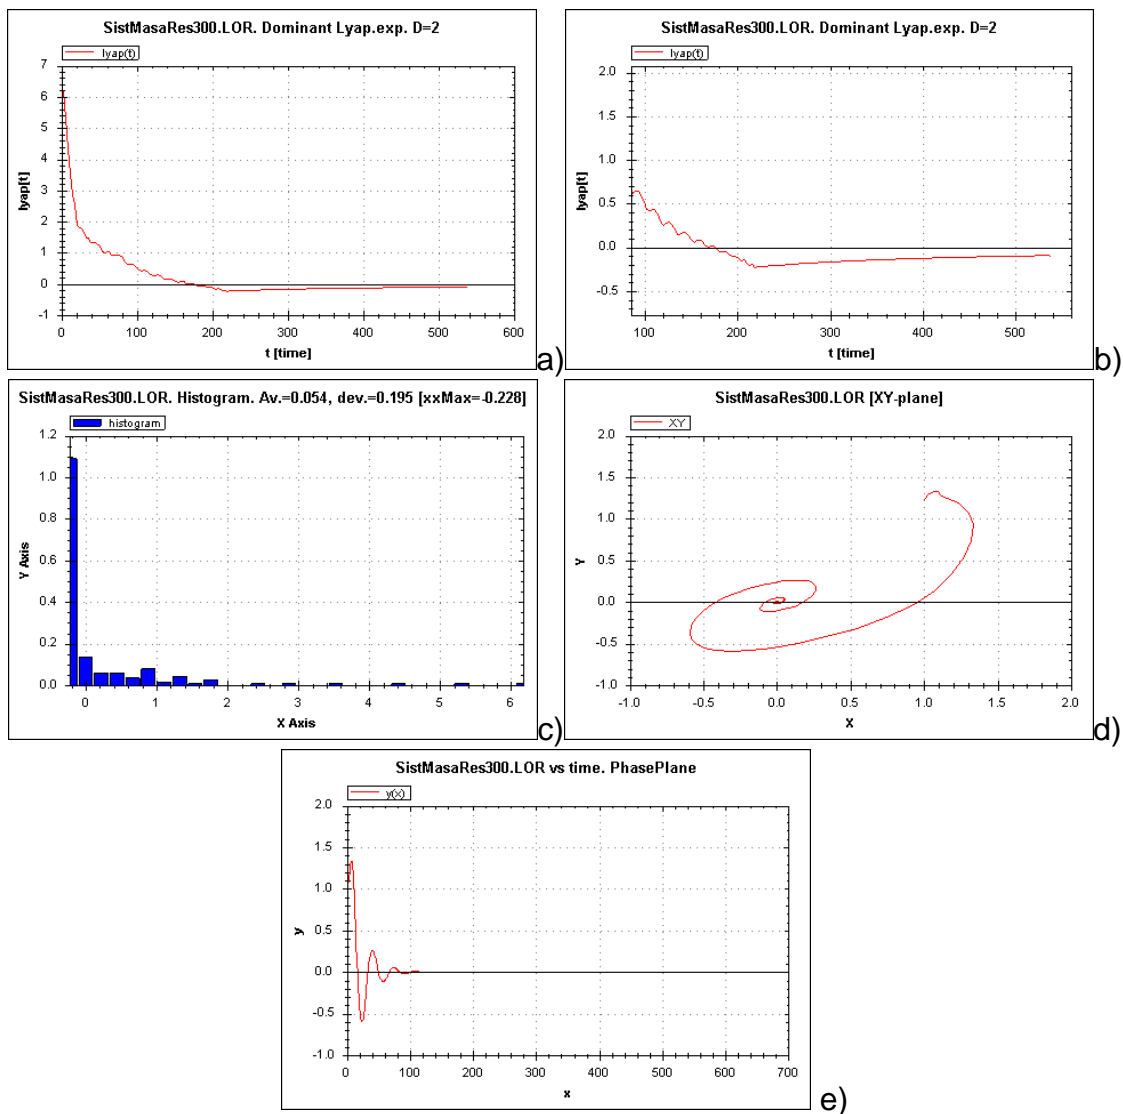 SistMasaRes300.LOR. Dominant Lyap.exp. D=2
lyap(t)
7
6
5
4
3
2
1
0
-1
lyap[t]
0 100 200 300 400 500 600
t [time]
a)
SistMasaRes300.LOR. Dominant Lyap.exp. D=2
lyap(t)
2.0
1.5
1.0
0.5
0.0
-0.5
lyap[t]
100 200 300 400 500
t [time]
b)
SistMasaRes300.LOR. Histogram. Av.=0.054, dev.=0.195 [xxMax=-0.228]
histogram
1.2
1.0
0.8
0.6
0.4
0.2
0.0
Y Axis
0 1 2 3 4 5 6
X Axis
c)
SistMasaRes300.LOR [XY-plane]
XY
2.0
1.5
1.0
0.5
0.0
-0.5
-1.0
Y
-1.0 -0.5 0.0 0.5 1.0 1.5 2.0
X
d)
SistMasaRes300.LOR vs time. PhasePlane
y(x)
2.0
1.5
1.0
0.5
0.0
-0.5
-1.0
y
0 100 200 300 400 500 600 700
x
e)